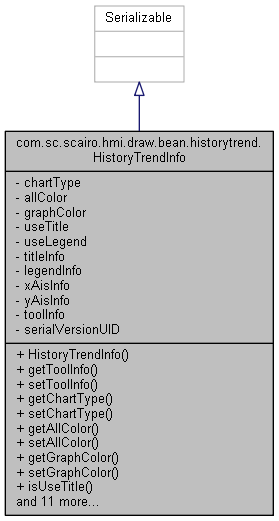 Serializable
com.sc.scairo.hmi.draw.bean.historytrend.
HistoryTrendInfo
- chartType
- allColor
- graphColor
- useTitle
- useLegend
- titleInfo
- legendInfo
- xAisInfo
- yAisInfo
- toolInfo
- serialVersionUID
+ HistoryTrendInfo()
+ getToolInfo()
+ setToolInfo()
+ getChartType()
+ setChartType()
+ getAllColor()
+ setAllColor()
+ getGraphColor()
+ setGraphColor()
+ isUseTitle()
and 11 more...